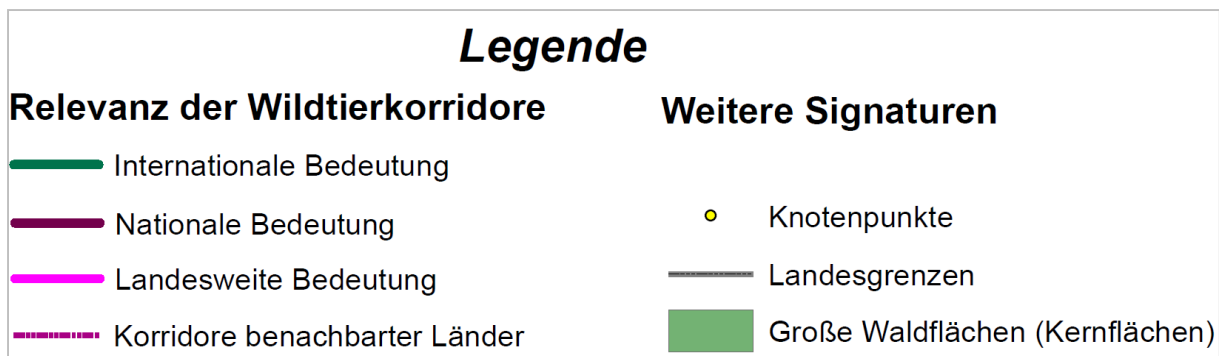 Legende
Relevanz der Wildtierkorridore
Internationale Bedeutung
Nationale Bedeutung
Landesweite Bedeutung
Korridore benachbarter Länder
Weitere Signaturen
Knotenpunkte
Landesgrenzen
Große Waldflächen (Kernflächen)